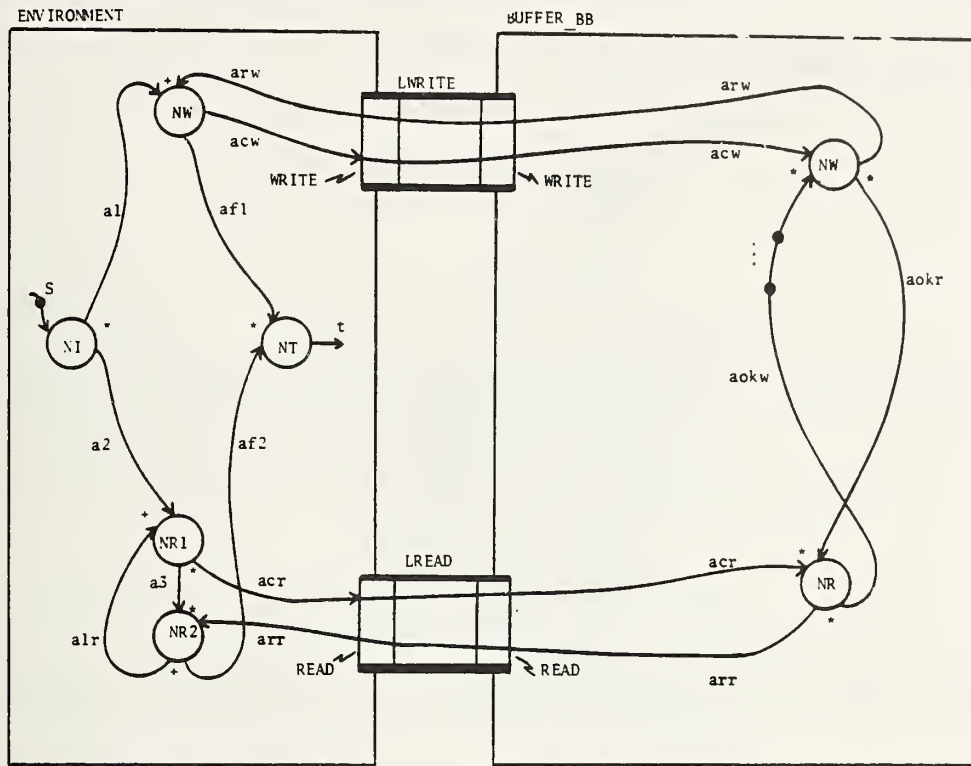 ENVIRONMENT
BUFFER_BB
arw
LWRITE
arw
+
NW
acw
acw
NW
WRITE
WRITE
*
*
a1
af1
aokr
S
*
*
t
NI
NT
aokw
a2
af2
+
NR1
LREAD
acr
*
a3
*
acr
NR
*
*
a1r
NR2
arr
*
+
READ
READ
arr